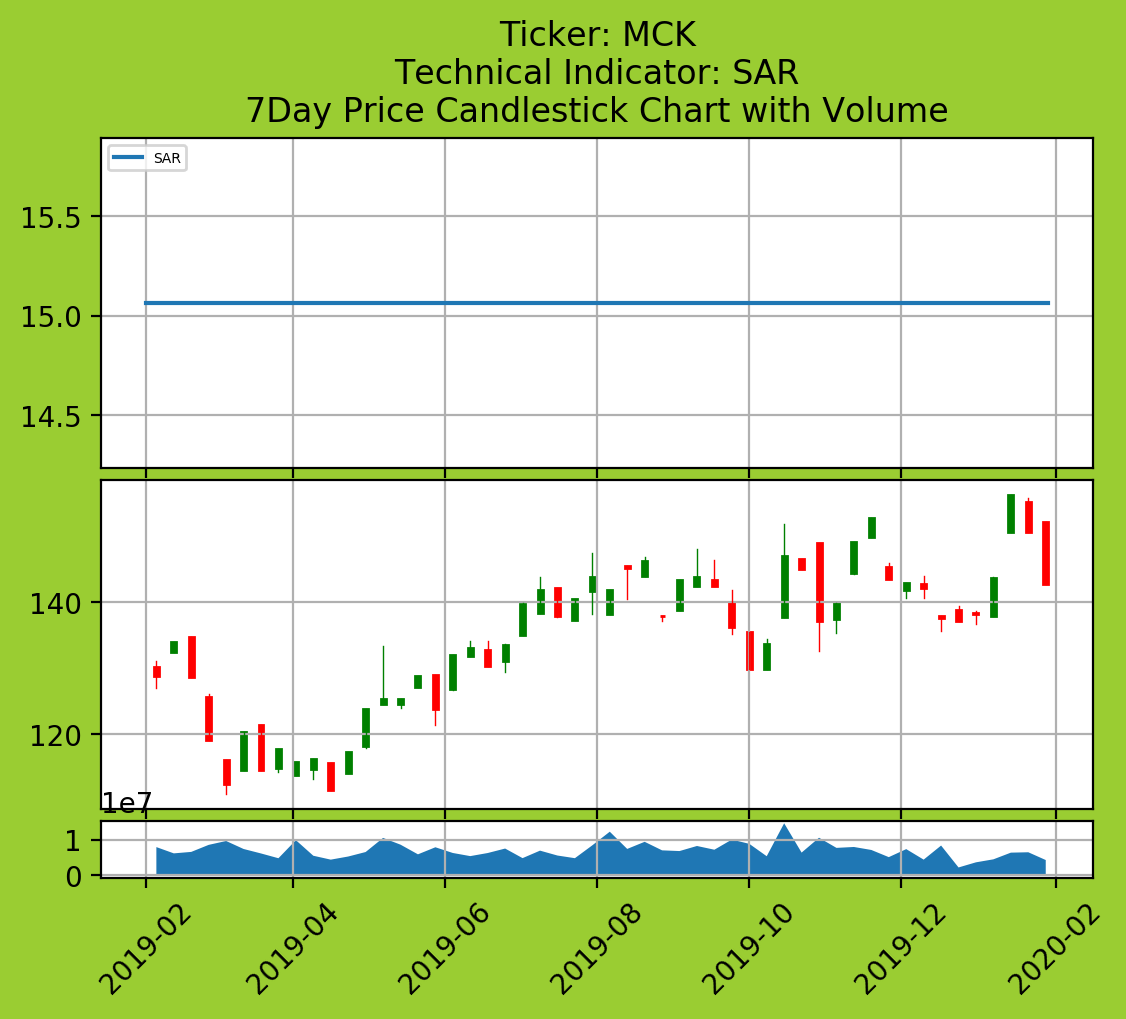 Ticker: MCK
Technical Indicator: SAR
7Day Price Candlestick Chart with Volume
SAR
15.5
15.0
14.5
140
120
1e7
1
0
2019-02
2019-04
2019-06
2019-08
2019-10
2019-12
2020-02